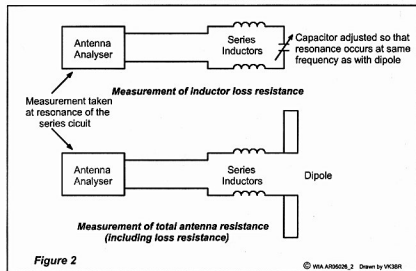 Antenna
Analyser
Series
Inductors
Capacitor adjusted so that
resonance occurs at same
frequency as with dipole
Measurement of inductor loss resistance
Measurement taken
at resonance of the
series cicuit
Antenna
Analyser
Series
Inductors
Dipole
Measurement of total antenna resistance
(including loss resistance)
Figure 2
© WIA AR05026_2 Drawn by VK3BR